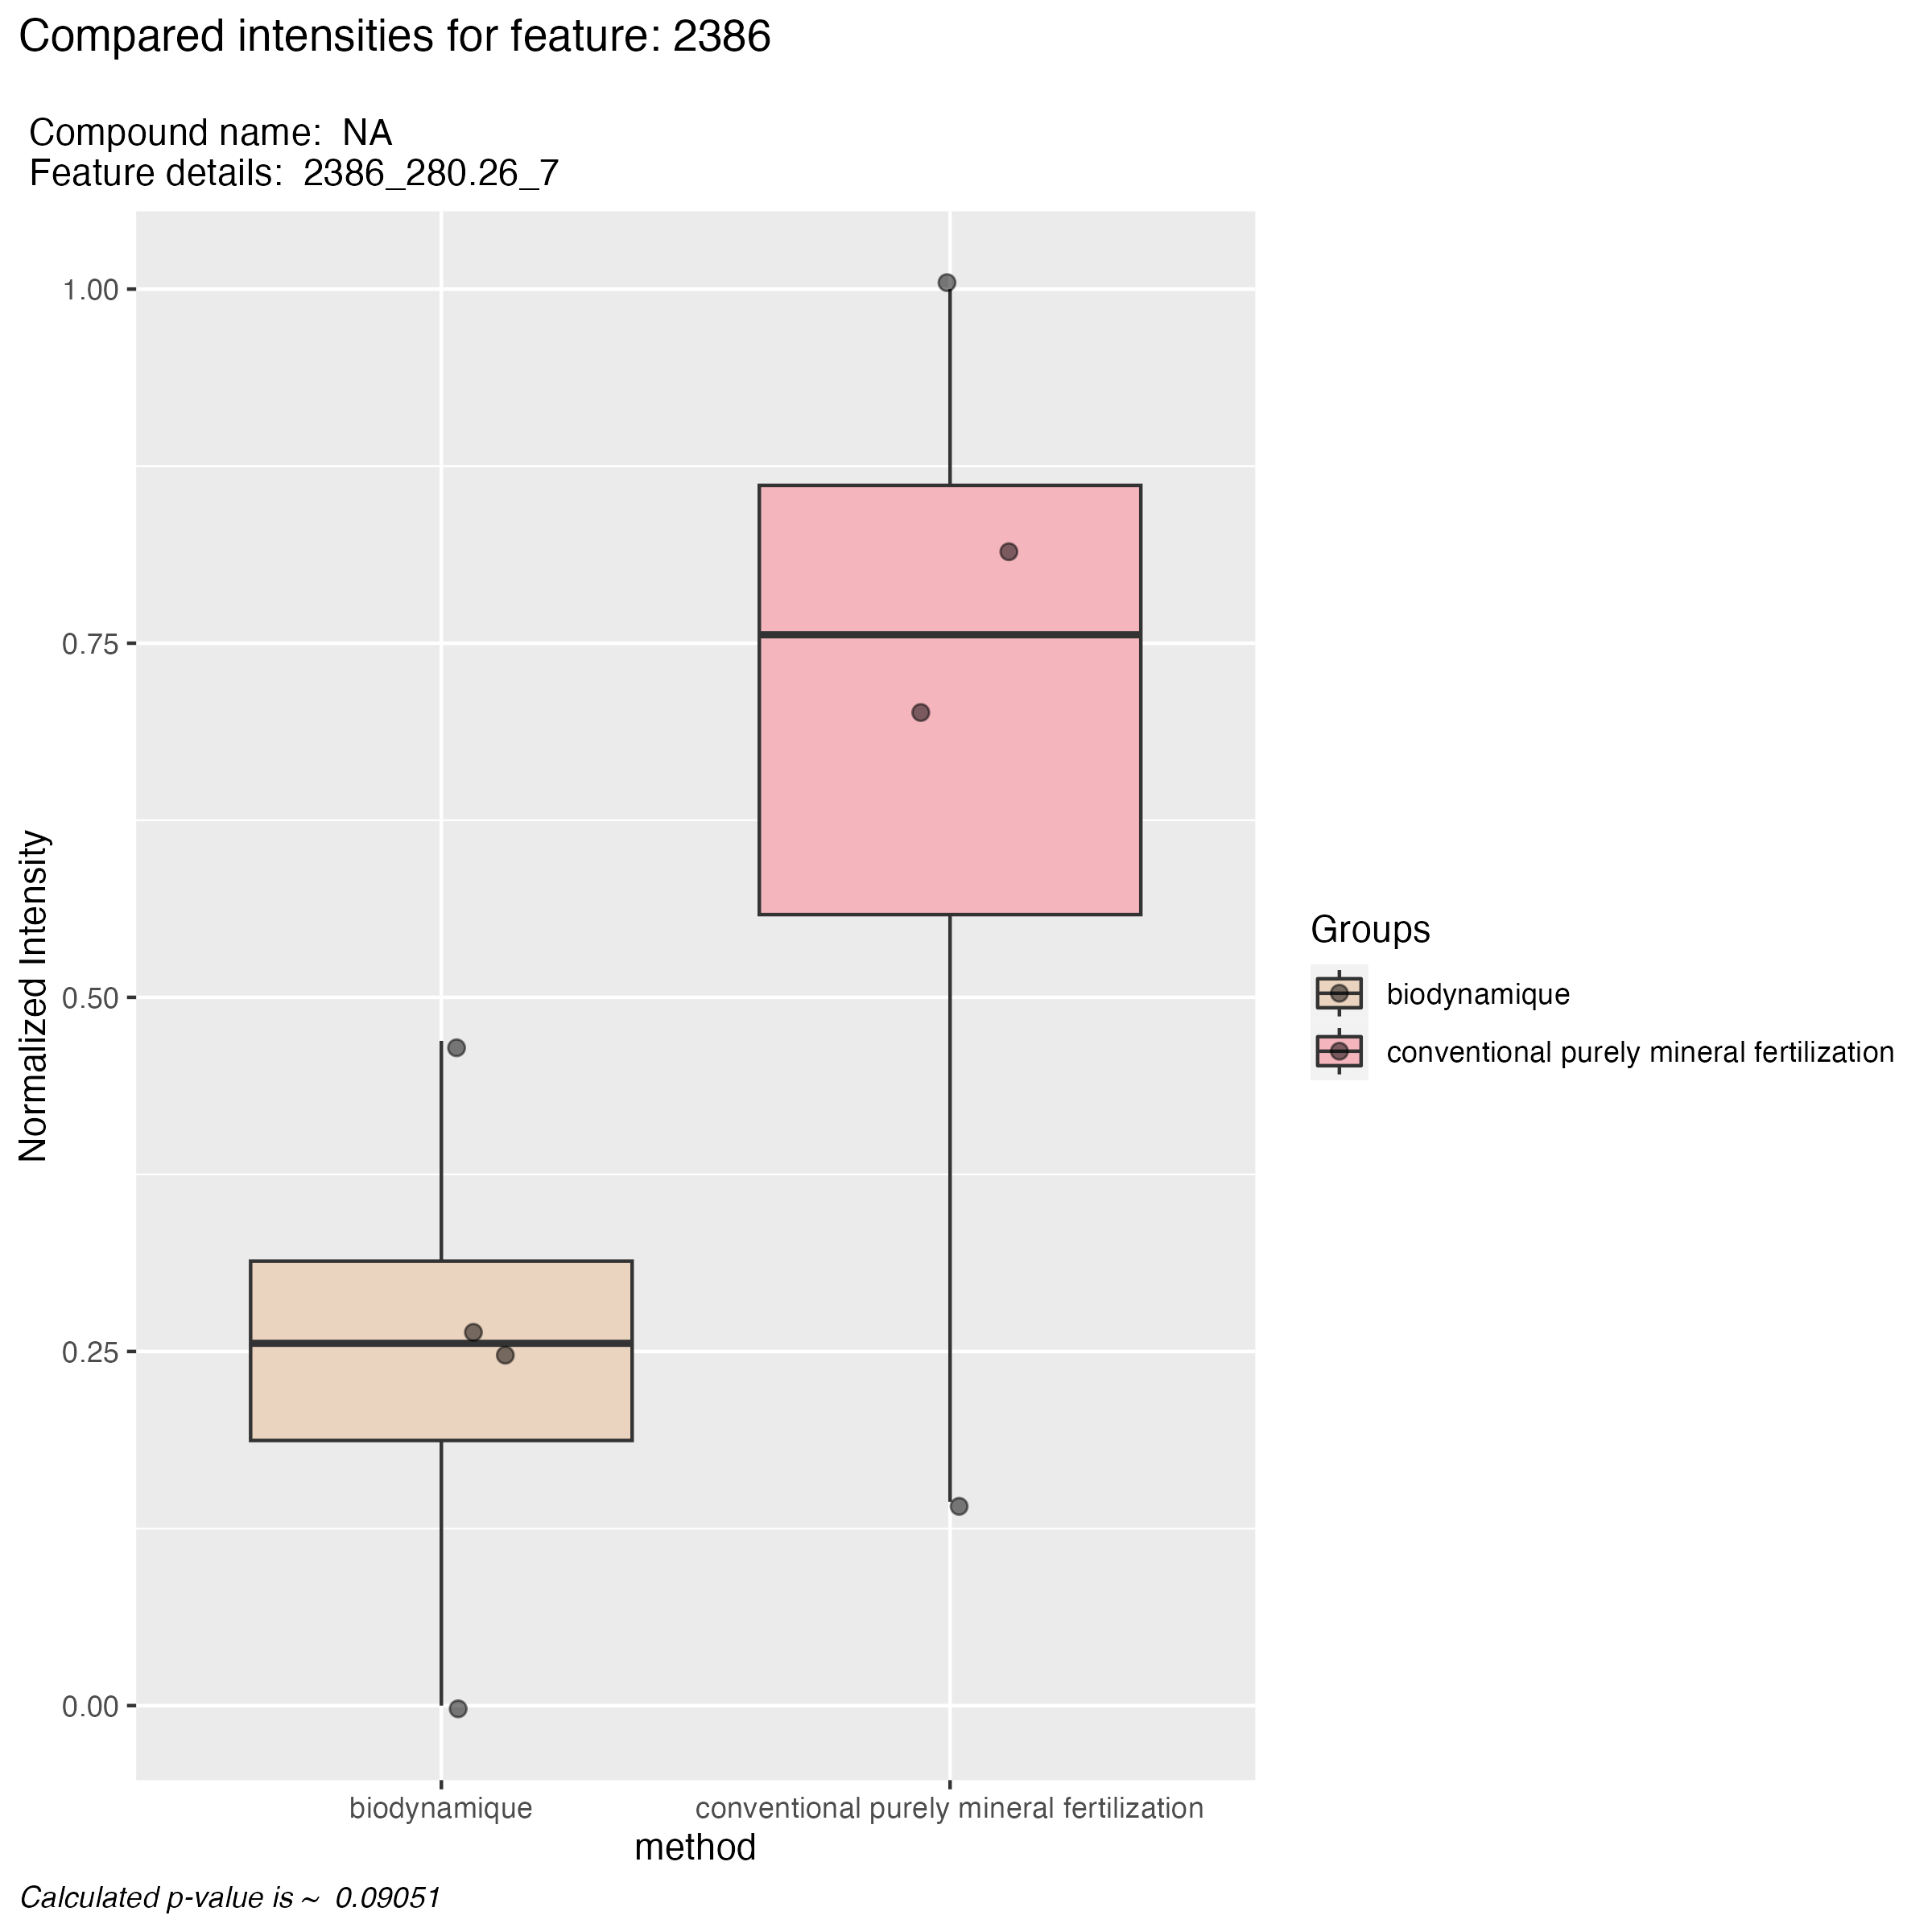 Compared intensities for feature: 2386
Compound name:  NA
Feature details:  2386_280.26_7
1.00
0.75
0.50
0.25
0.00
Normalized Intensity
biodynamique
conventional purely mineral fertilization
method
Groups
biodynamique
conventional purely mineral fertilization
Calculated p-value is ~  0.09051